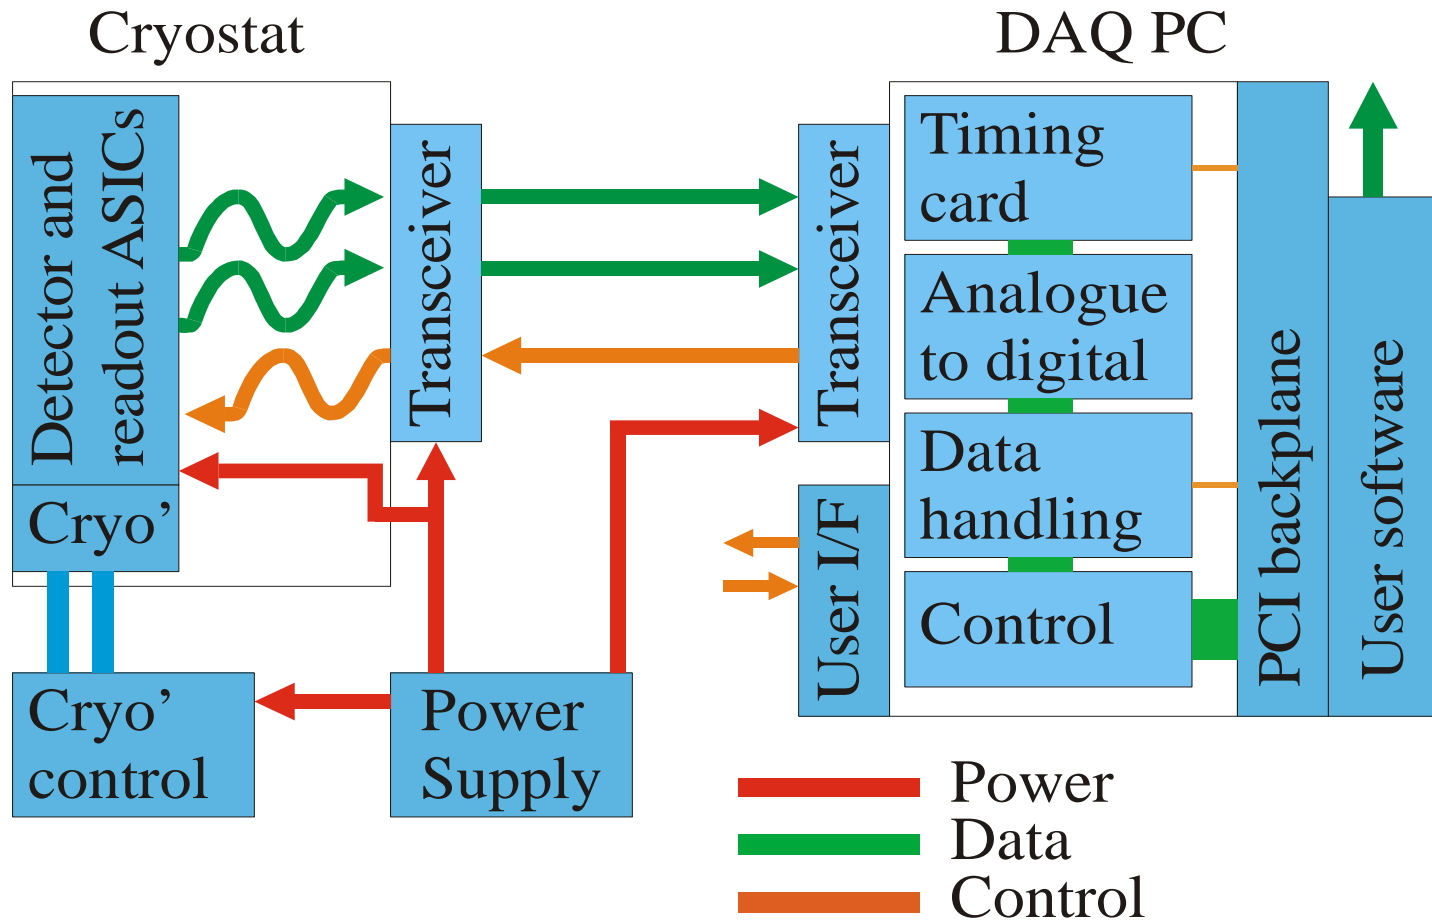 Cryostat
DAQ PC
Detector and
readout ASICs
Transceiver
Transceiver
Timing
card
Analogue
to digital
Data
handling
Control
PCI backplane
User software
Cryo’
User I/F
Cryo’
control
Power
Supply
Power
Data
Control